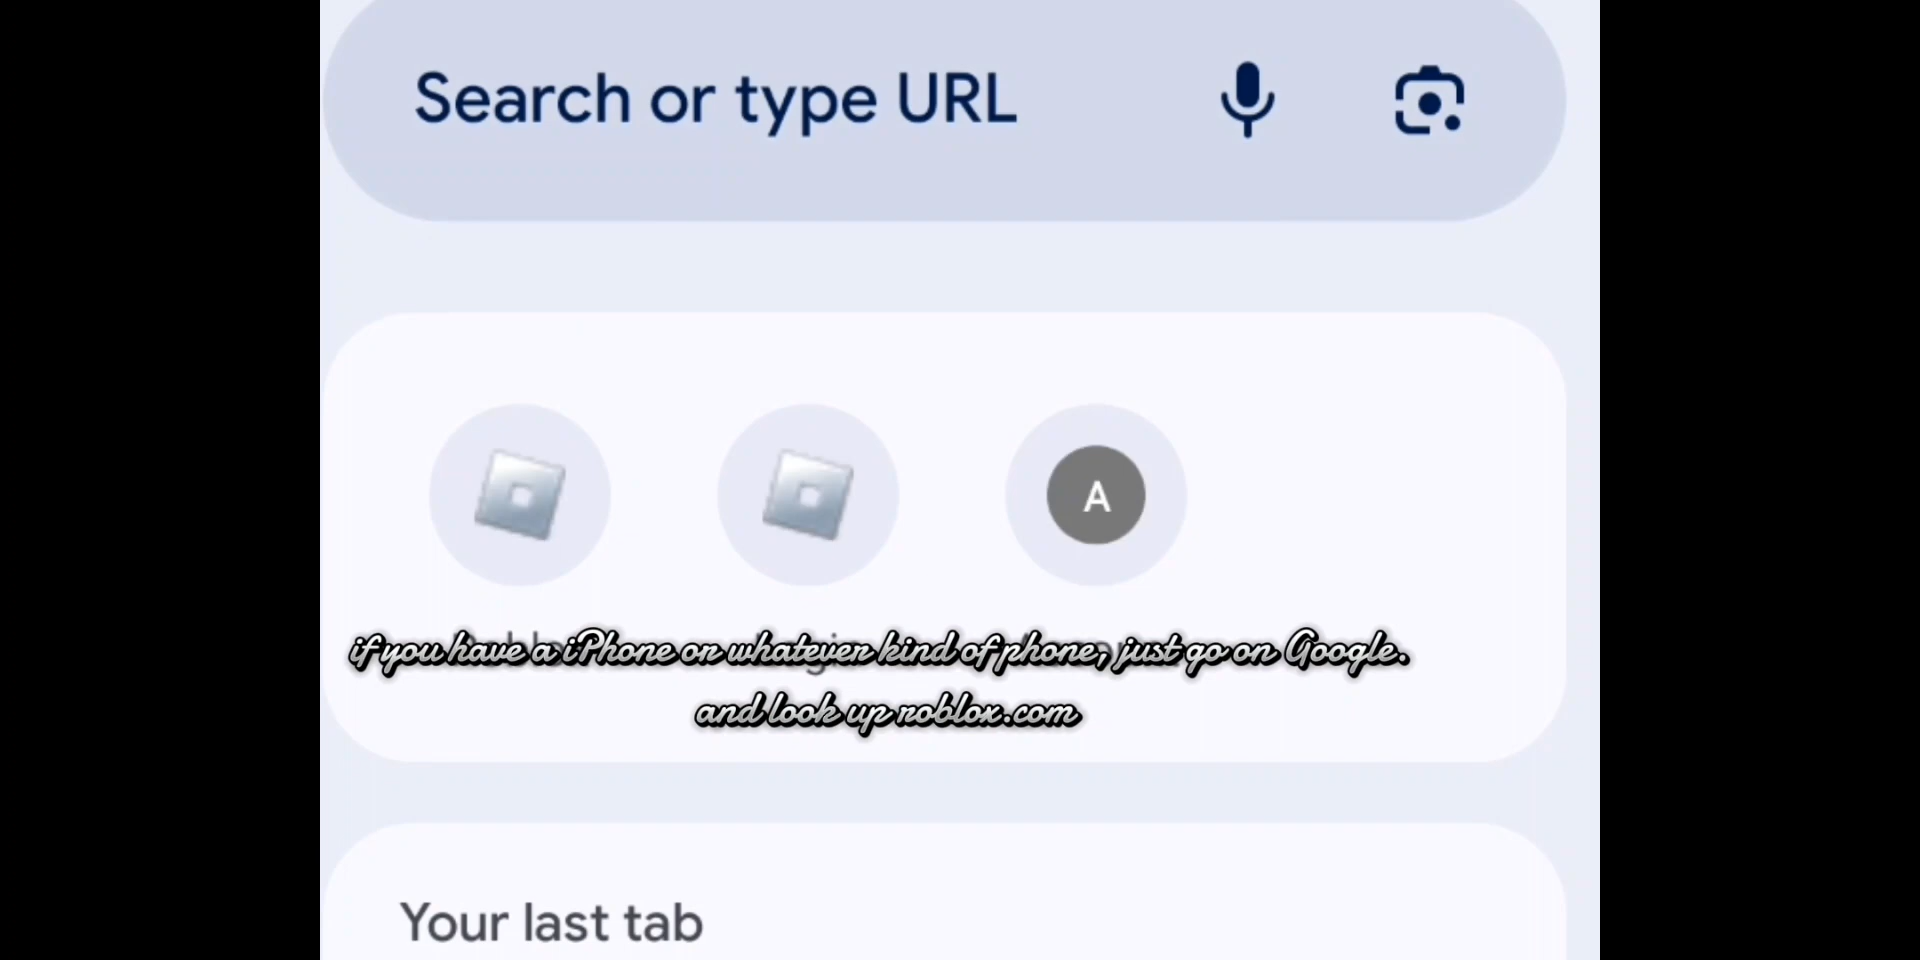 Search or type URL
A
if you have a iPhone or whatever kind of phone, just go on Google.
and look up roblox.com
Your last tab